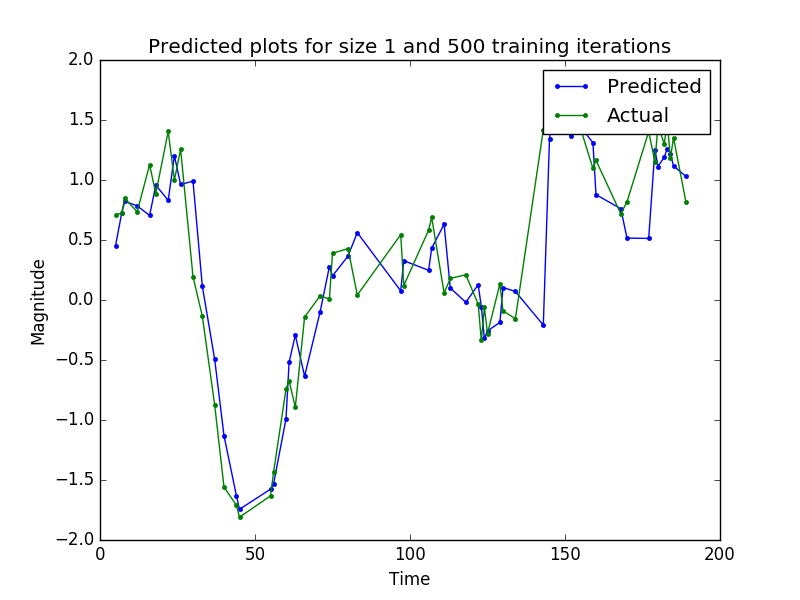 Predicted plots for size 1 and 500 training iterations
2.0
1.5
1.0
0.5
0.0
−0.5
−1.0
−1.5
−2.0
Magnitude
Predicted
Actual
0
50
100
150
200
Time